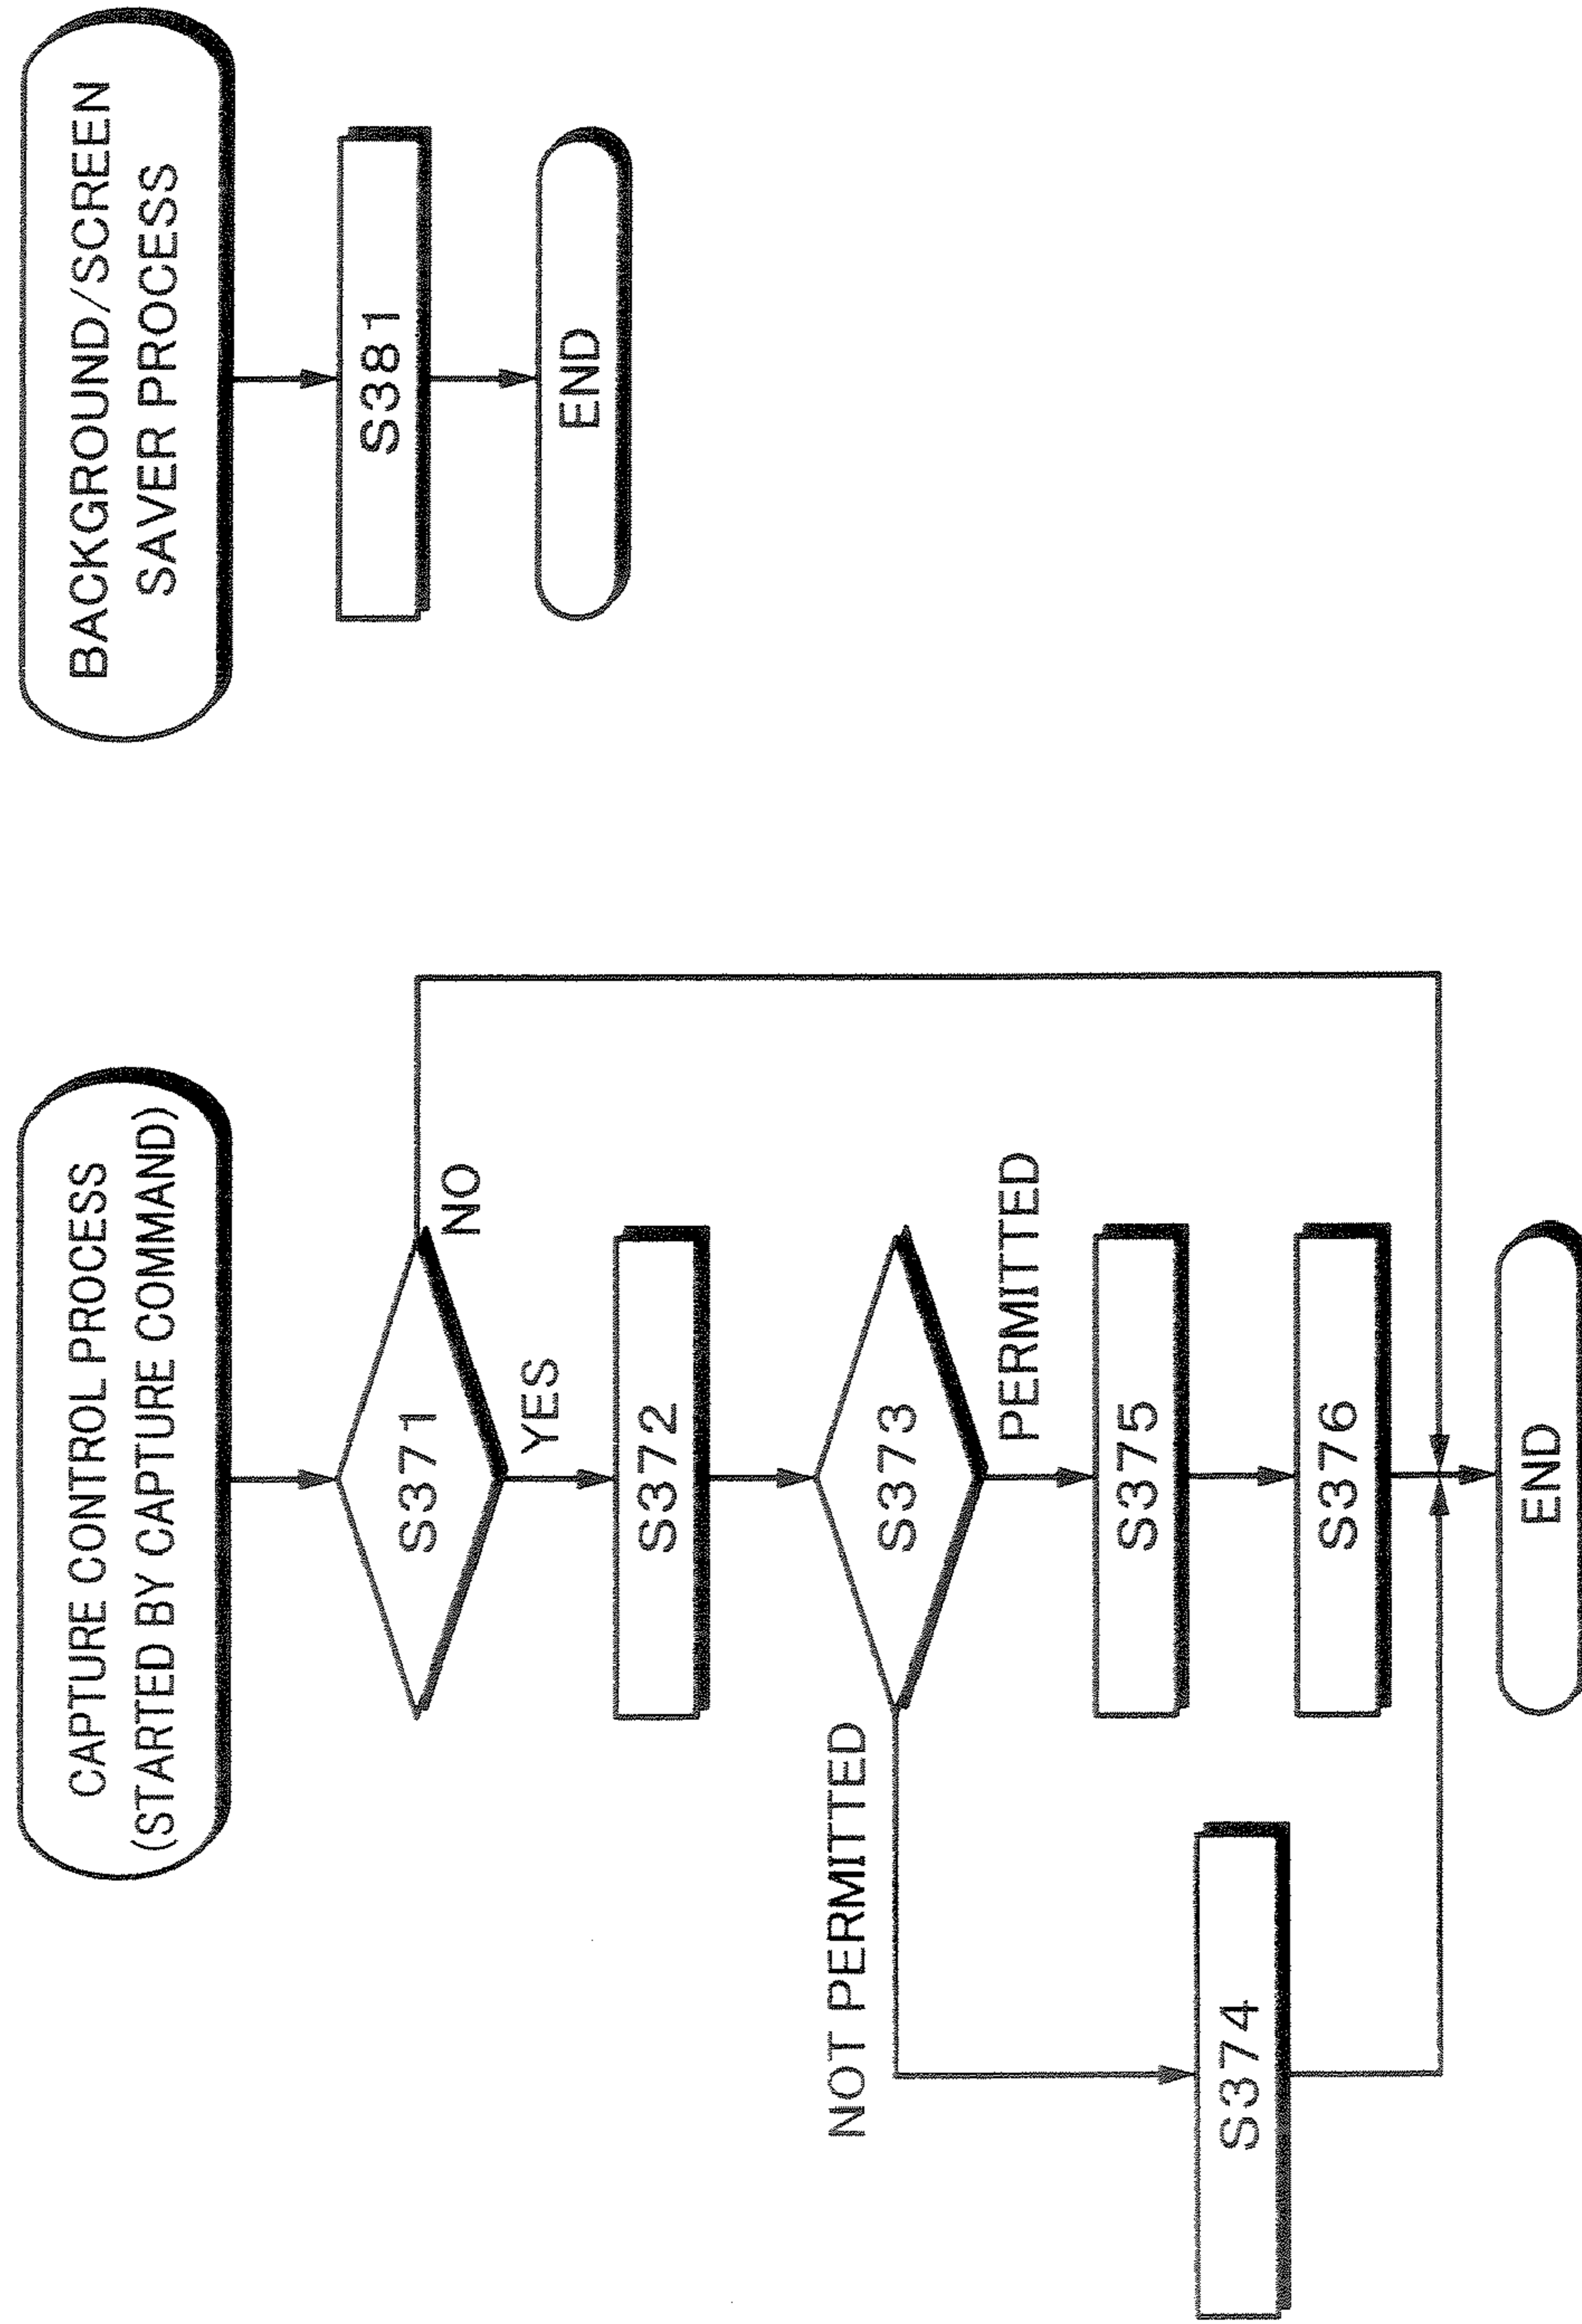 CAPTURE CONTROL PROCESS
(STARTED BY CAPTURE COMMAND)
S371
NO
YES
S372
S373
NOT PERMITTED
PERMITTED
S374
S375
S376
END
BACKGROUND/SCREEN
SAVER PROCESS
S381
END